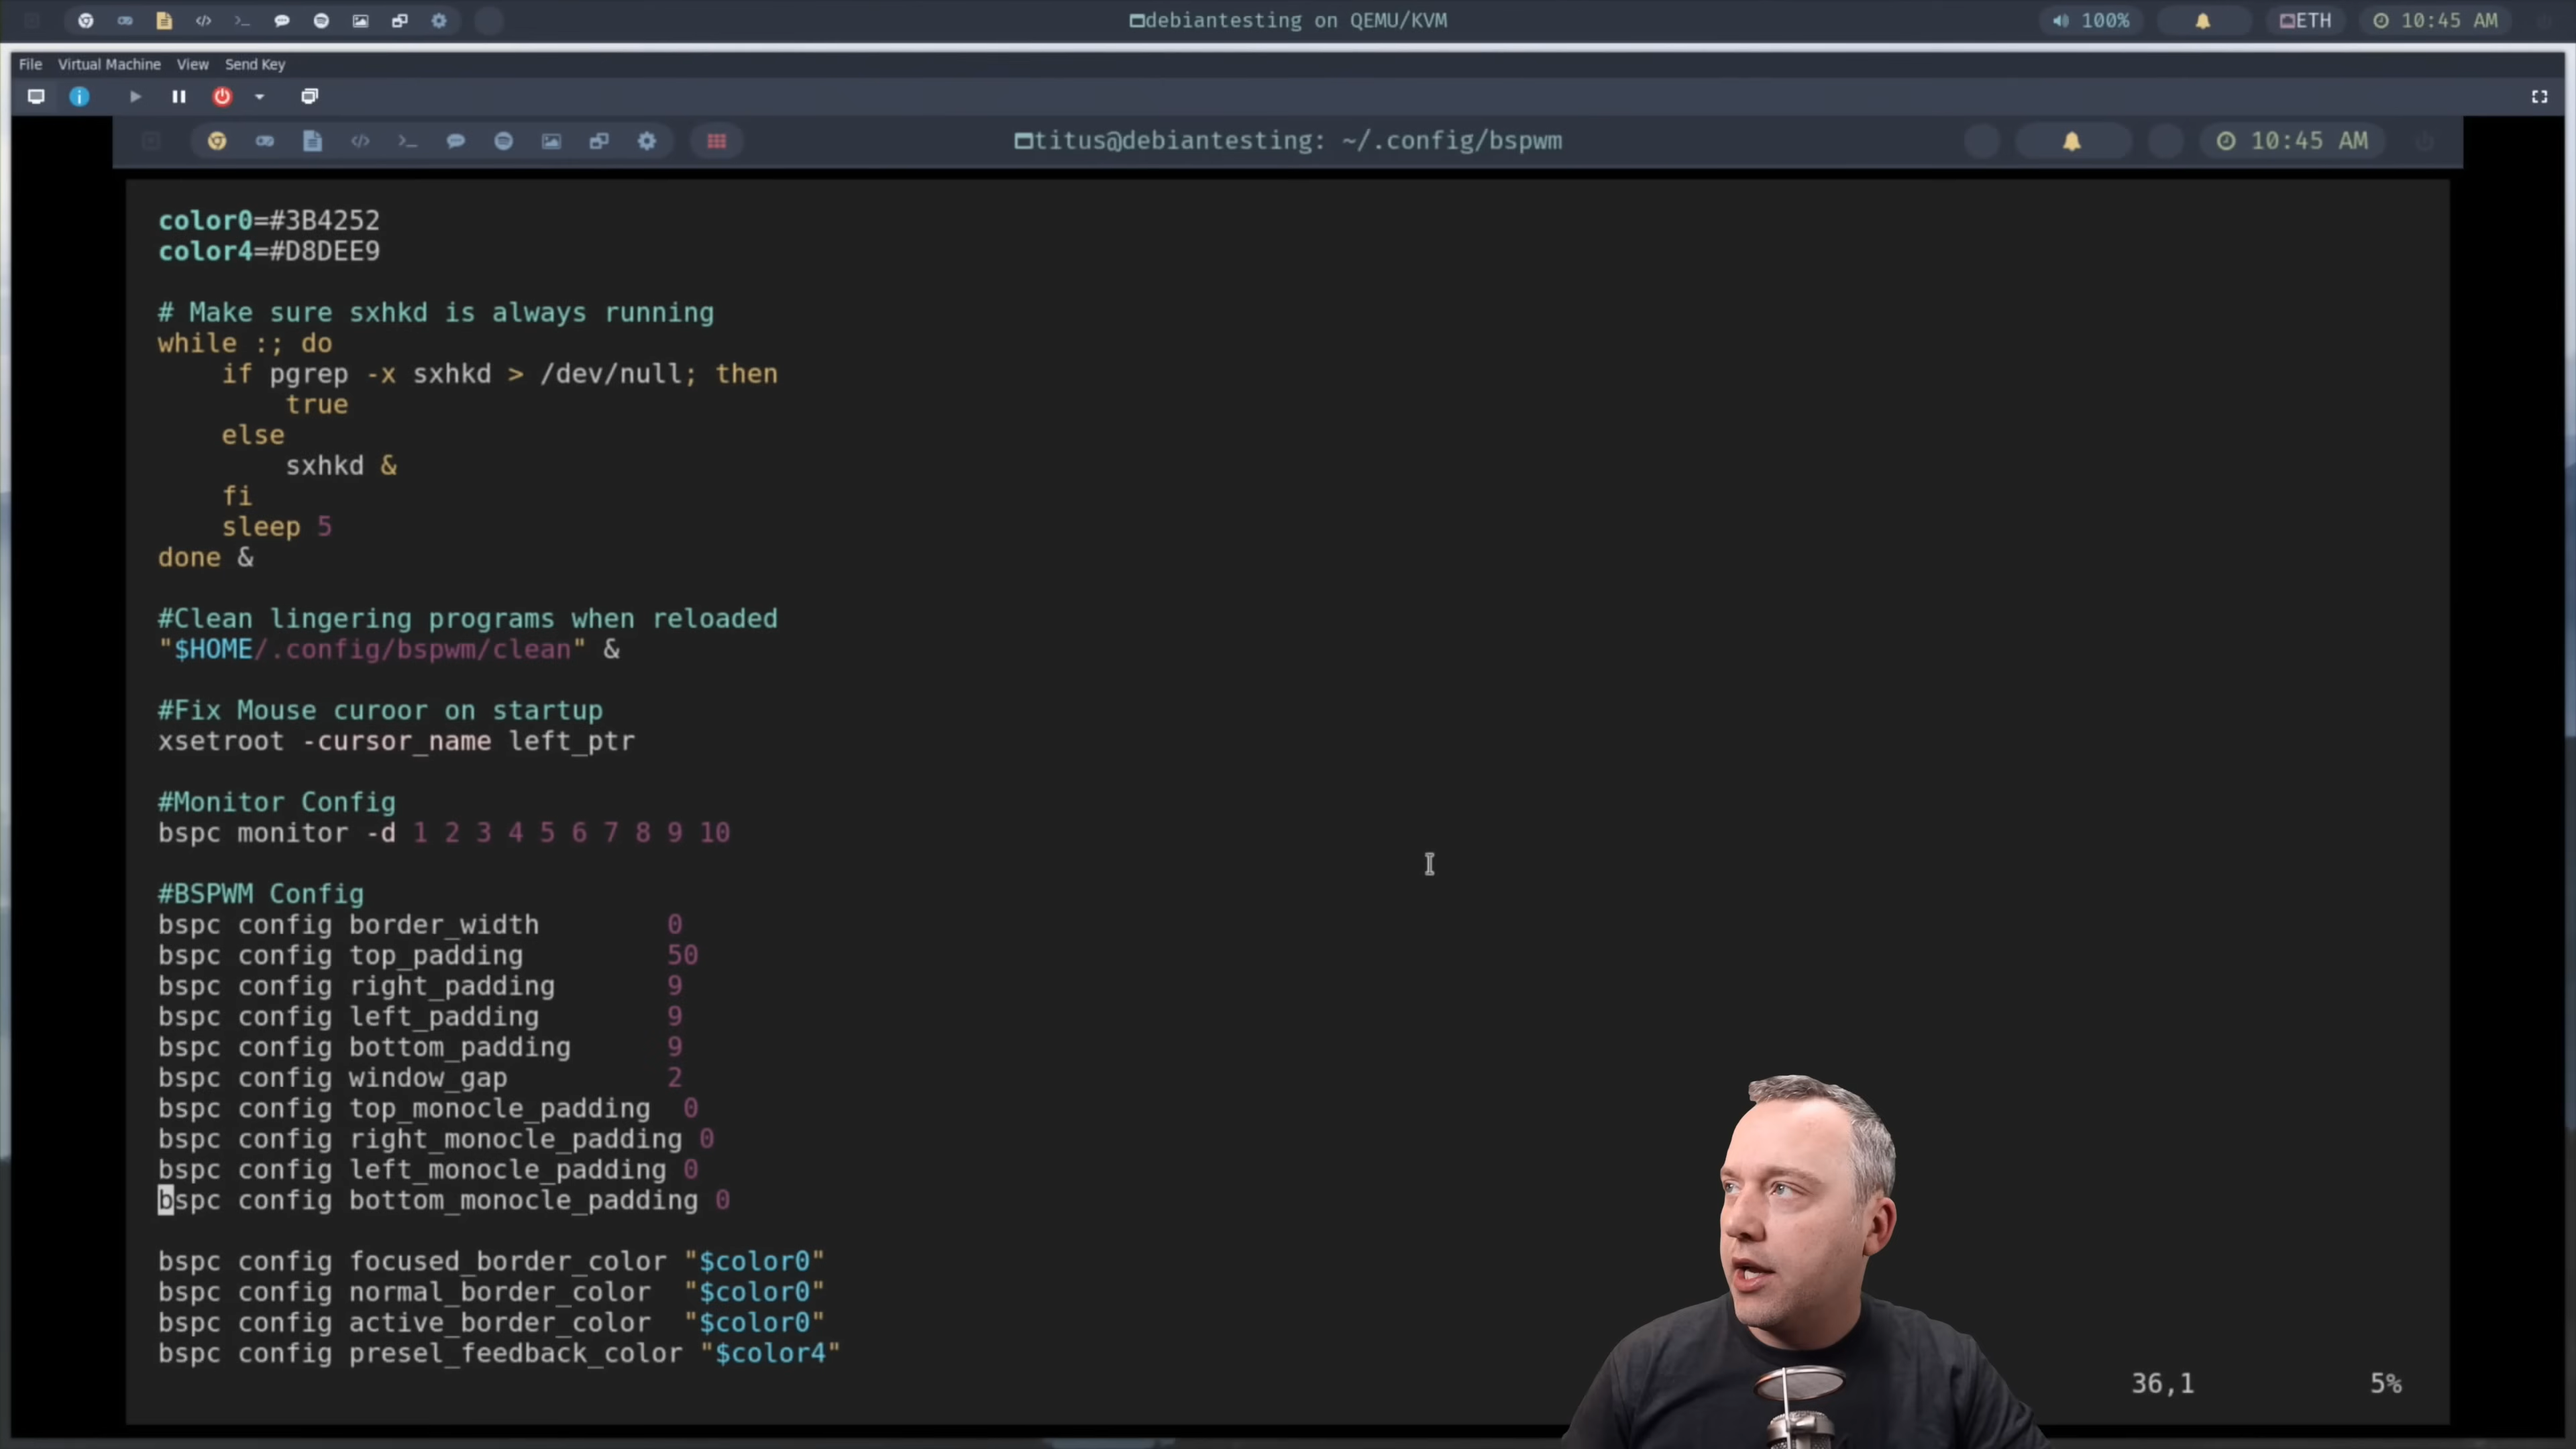 debiantesting on QEMU/KVM
100%
ETH
10:45 AM
File Virtual Machine View Send Key
titus@debiantesting: ~/.config/bspwm
10:45 AM
color0=#3B4252
color4=#D8DEE9
# Make sure sxhkd is always running
while :; do
if pgrep -x sxhkd > /dev/null; then
true
else
sxhkd &
fi
sleep 5
done &
#Clean lingering programs when reloaded
"$HOME/.config/bspwm/clean" &
#Fix Mouse curoor on startup
xsetroot -cursor_name left_ptr
#Monitor Config
bspc monitor -d 1 2 3 4 5 6 7 8 9 10
#BSPWM Config
bspc config border_width 0
bspc config top_padding 50
bspc config right_padding 9
bspc config left_padding 9
bspc config bottom_padding 9
bspc config window_gap 2
bspc config top_monocle_padding 0
bspc config right_monocle_padding 0
bspc config left_monocle_padding 0
bspc config bottom_monocle_padding 0
bspc config focused_border_color "$color0"
bspc config normal_border_color "$color0"
bspc config active_border_color "$color0"
bspc config presel_feedback_color "$color4"
36,1 5%